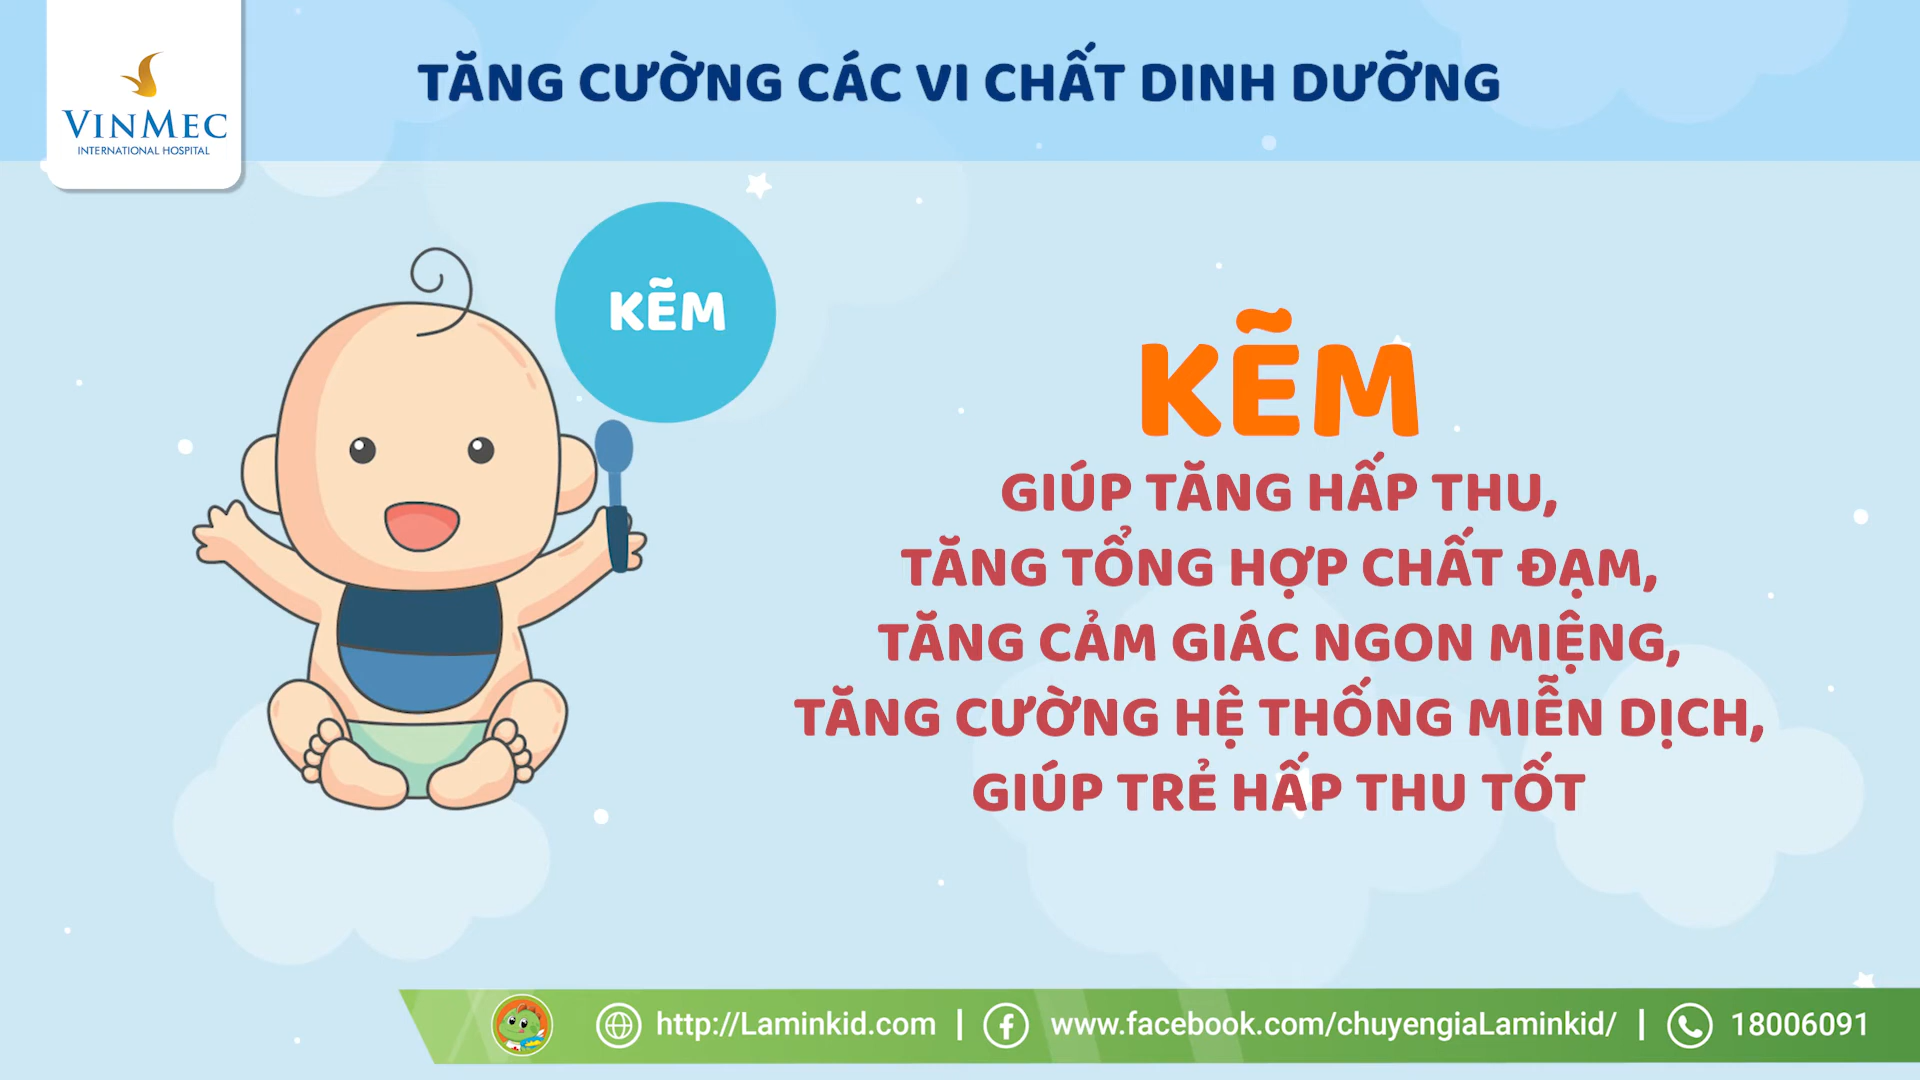 VINMEC
INTERNATIONAL HOSPITAL
TĂNG CƯỜNG CÁC VI CHẤT DINH DƯỠNG
KẼM
KẼM
GIÚP TĂNG HẤP THU,
TĂNG TỔNG HỢP CHẤT ĐẠM,
TĂNG CẢM GIÁC NGON MIỆNG,
TĂNG CƯỜNG HỆ THỐNG MIỄN DỊCH,
GIÚP TRẺ HẤP THU TỐT
http://Laminkid.com | www.facebook.com/chuyengiaLaminkid/ | 18006091